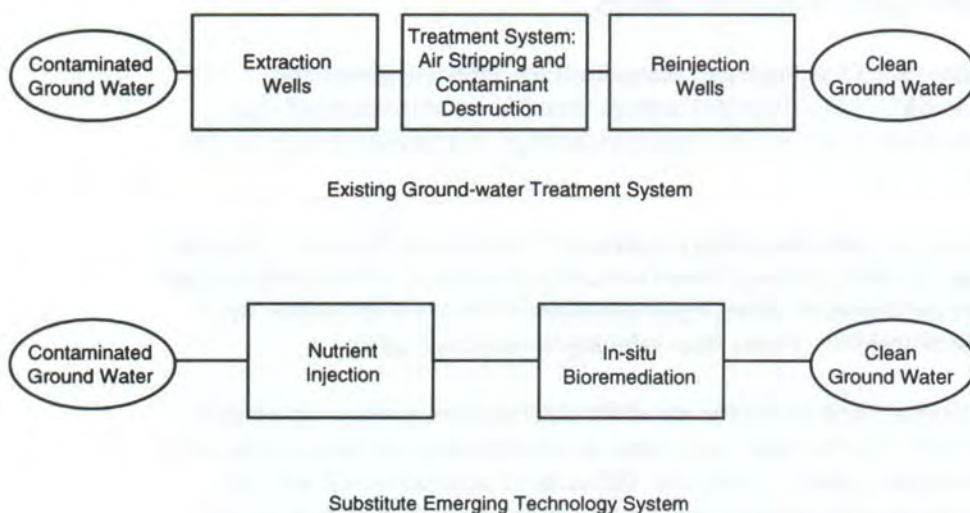 Contaminated
Ground Water
Extraction
Wells
Treatment System:
Air Stripping and
Contaminant
Destruction
Reinjection
Wells
Clean
Ground Water
Existing Ground-water Treatment System
Contaminated
Ground Water
Nutrient
Injection
In-situ
Bioremediation
Clean
Ground Water
Substitute Emerging Technology System